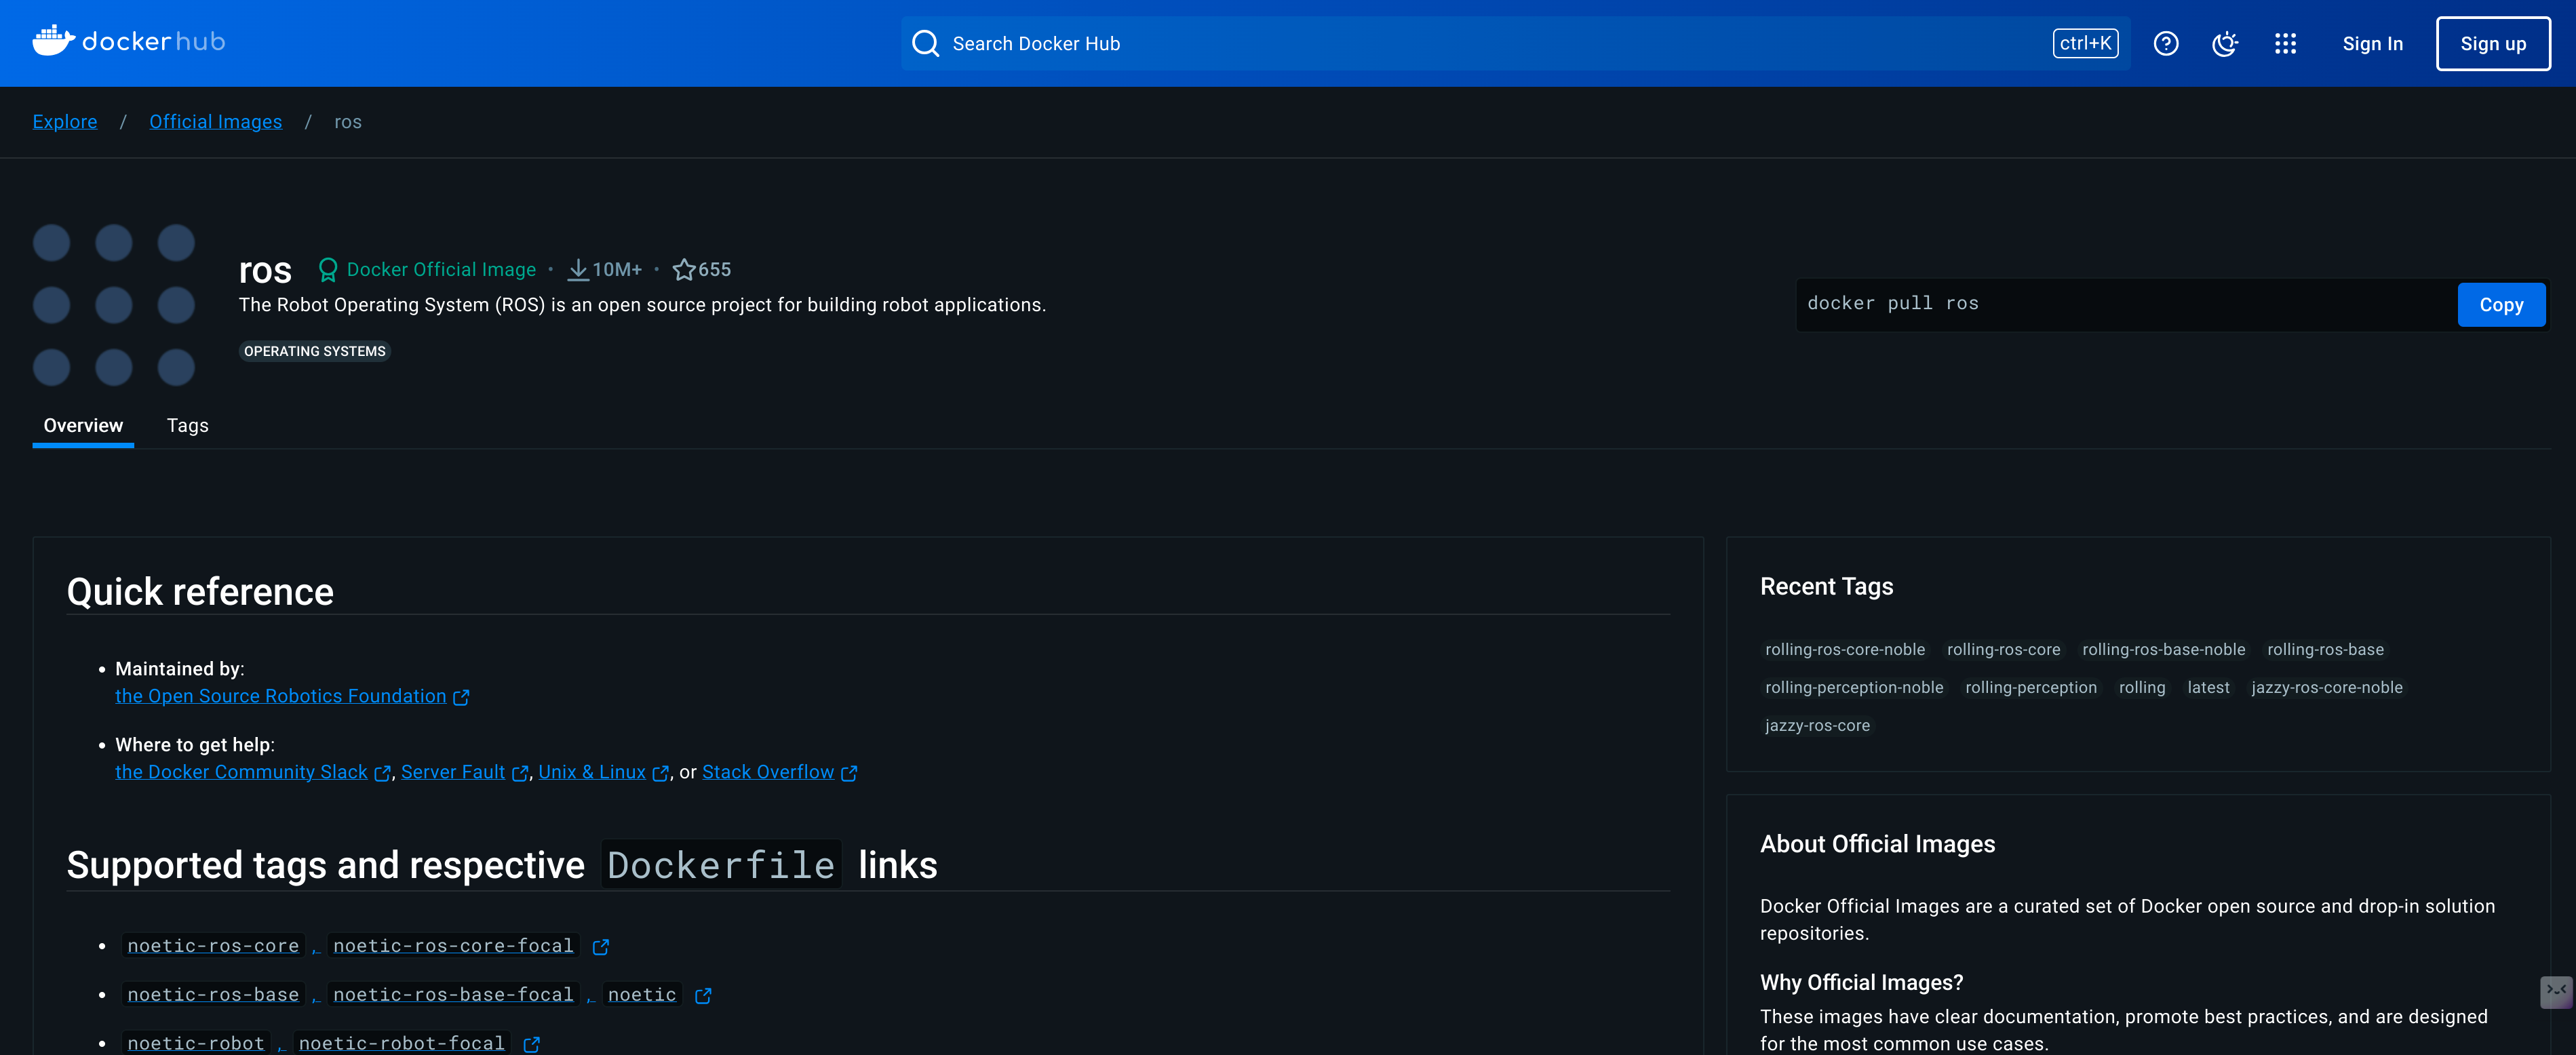 dockerhub
Search Docker Hub
ctrl+K
Sign In
Sign up
Explore / Official Images / ros
ros Docker Official Image • 10M+ • 655
The Robot Operating System (ROS) is an open source project for building robot applications.
OPERATING SYSTEMS
docker pull ros
Copy
Overview
Tags
Quick reference
• Maintained by:
the Open Source Robotics Foundation
• Where to get help:
the Docker Community Slack, Server Fault, Unix & Linux, or Stack Overflow
Supported tags and respective Dockerfile links
• noetic-ros-core, noetic-ros-core-focal
• noetic-ros-base, noetic-ros-base-focal, noetic
• noetic-robot, noetic-robot-focal
Recent Tags
rolling-ros-core-noble rolling-ros-core rolling-ros-base-noble rolling-ros-base
rolling-perception-noble rolling-perception rolling latest jazzy-ros-core-noble
jazzy-ros-core
About Official Images
Docker Official Images are a curated set of Docker open source and drop-in solution
repositories.
Why Official Images?
These images have clear documentation, promote best practices, and are designed
for the most common use cases.